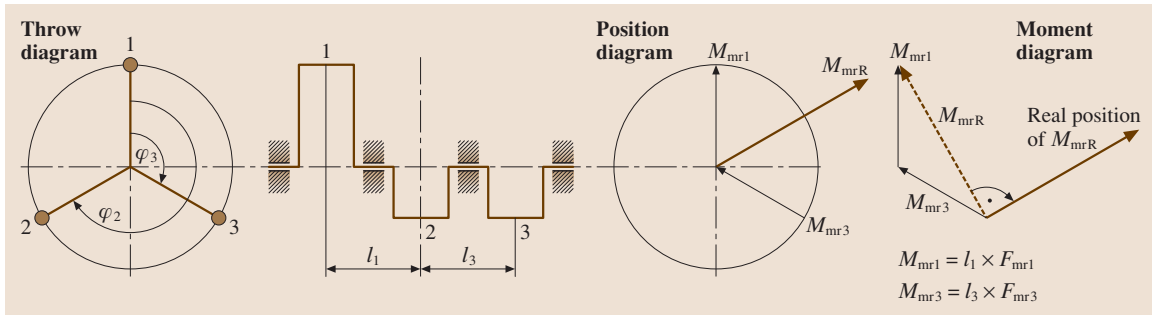 Throw
diagram
1
φ3
φ2
2
3
1
2
3
l1
l3
Position
diagram
Mmr1
MmrR
Mmr3
Moment
diagram
Mmr1
MmrR
Real position
of MmrR
Mmr3
Mmr1 = l1 × Fmr1
Mmr3 = l3 × Fmr3